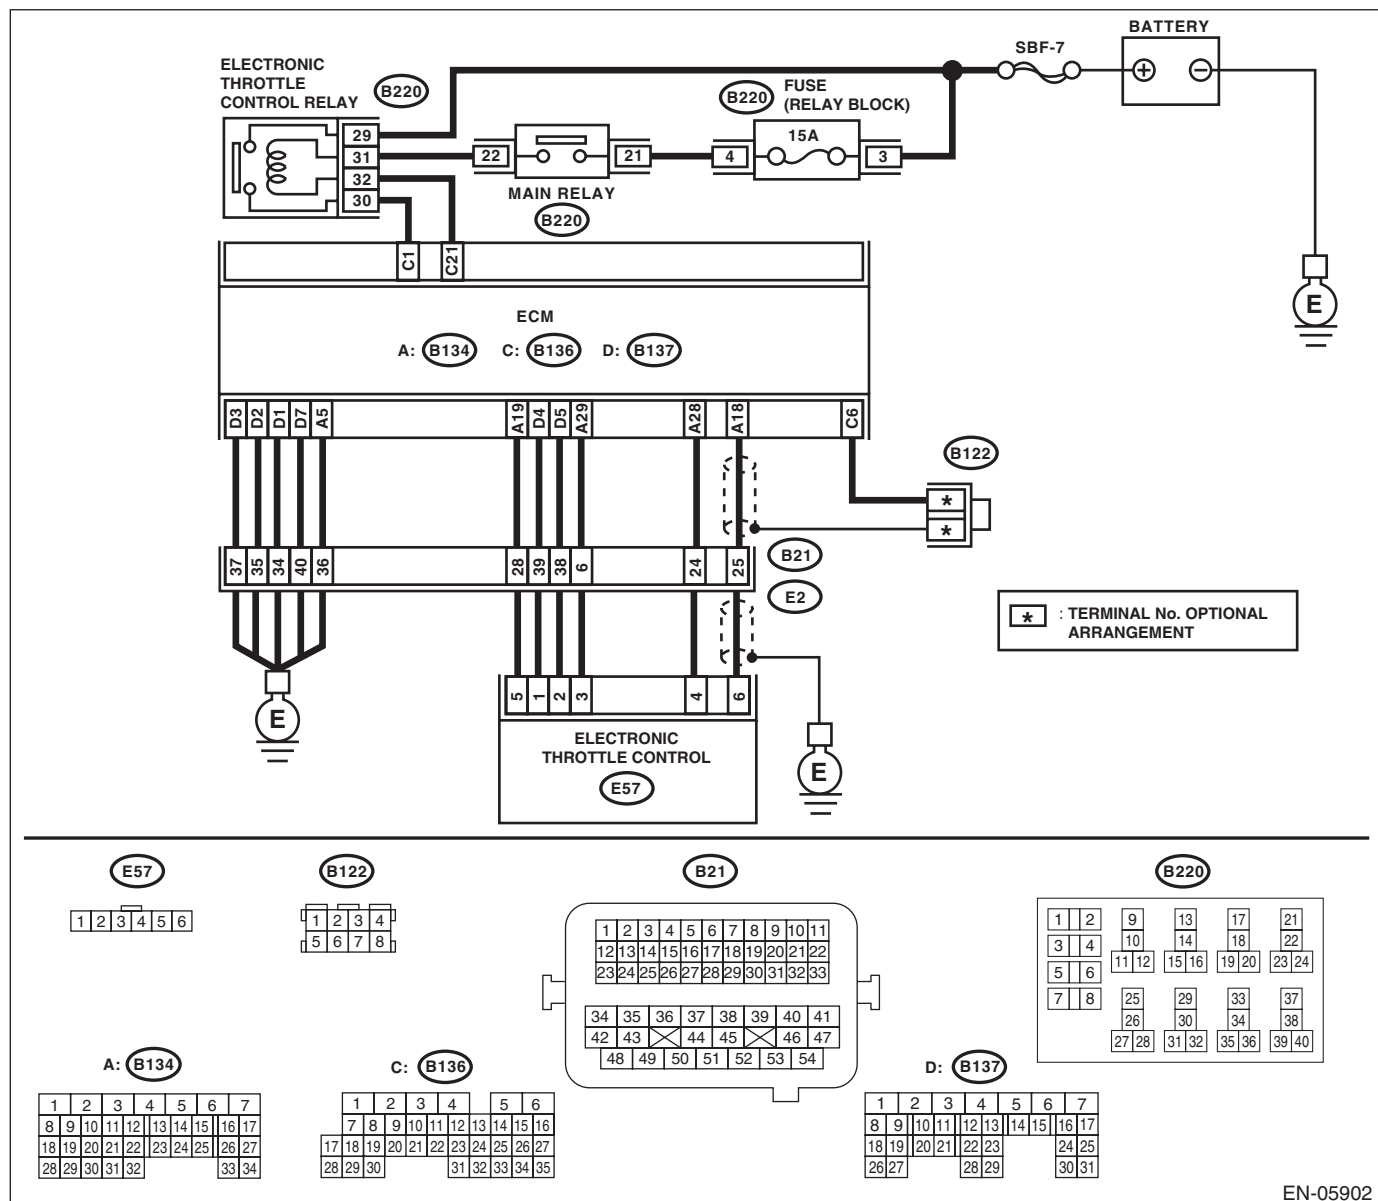 BATTERY
SBF-7
+
−
ELECTRONIC
THROTTLE
CONTROL RELAY
B220
B220
FUSE
(RELAY BLOCK)
15A
29
31
32
30
22
21
4
3
MAIN RELAY
B220
C1
C21
E
ECM
A: B134 C: B136 D: B137
D3 D2 D1 D7 A5 A19 D4 D5 A29 A28 A18 C6
B122
*
*
B21
37 35 34 40 36 28 39 38 6 24 25
E2
* : TERMINAL No. OPTIONAL
ARRANGEMENT
5 1 2 3 4 6
E
ELECTRONIC
THROTTLE CONTROL
E57
E
E57
1 2 3 4 5 6
B122
1 2 3 4
5 6 7 8
B21
1 2 3 4 5 6 7 8 9 10 11
12 13 14 15 16 17 18 19 20 21 22
23 24 25 26 27 28 29 30 31 32 33
34 35 36 37 38 39 40 41
42 43 44 45 46 47
48 49 50 51 52 53 54
B220
1 2 9 13 17 21
3 4 10 14 18 22
11 12 15 16 19 20 23 24
5 6
7 8 25 29 33 37
26 30 34 38
27 28 31 32 35 36 39 40
A: B134
1 2 3 4 5 6 7
8 9 10 11 12 13 14 15 16 17
18 19 20 21 22 23 24 25 26 27
28 29 30 31 32 33 34
C: B136
1 2 3 4 5 6
7 8 9 10 11 12 13 14 15 16
17 18 19 20 21 22 23 24 25 26 27
28 29 30 31 32 33 34 35
D: B137
1 2 3 4 5 6 7
8 9 10 11 12 13 14 15 16 17
18 19 20 21 22 23 24 25
26 27 28 29 30 31
EN-05902